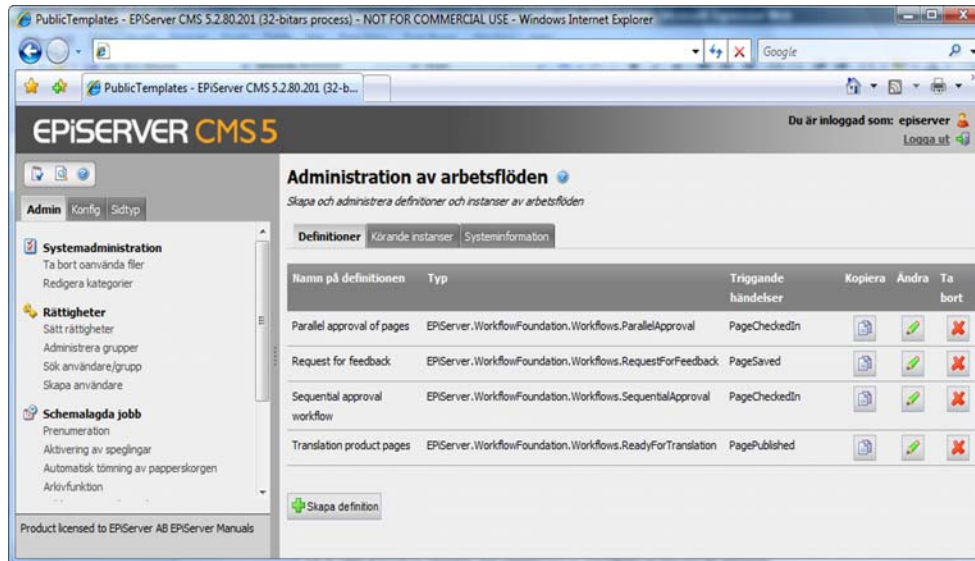 PublicTemplates - EPiServer CMS 5.2.80.201 (32-bitars process) - NOT FOR COMMERCIAL USE - Windows Internet Explorer
Google
PublicTemplates - EPiServer CMS 5.2.80.201 (32-b...
EPiSERVER CMS 5
Du är inloggad som: episerver
Logga ut
Admin Konfig Sidtyp
Systemadministration
Ta bort oanvända filer
Redigera kategorier
Rättigheter
Sätt rättigheter
Administrera grupper
Sök användare/grupp
Skapa användare
Schemalagda jobb
Prenumeration
Aktivering av speglingar
Automatisk tömning av papperskorgen
Arkivfunktion
Product licensed to EPiServer AB EPiServer Manuals
Administration av arbetsflöden
Skapa och administrera definitioner och instanser av arbetsflöden
Definitioner Körande instanser Systeminformation
Namn på definitionen Typ Triggande händelser Kopiera Ändra Ta bort
Parallel approval of pages EPiServer.WorkflowFoundation.Workflows.ParallelApproval PageCheckedIn
Request for feedback EPiServer.WorkflowFoundation.Workflows.RequestForFeedback PageSaved
Sequential approval workflow EPiServer.WorkflowFoundation.Workflows.SequentialApproval PageCheckedIn
Translation product pages EPiServer.WorkflowFoundation.Workflows.ReadyForTranslation PagePublished
Skapa definition